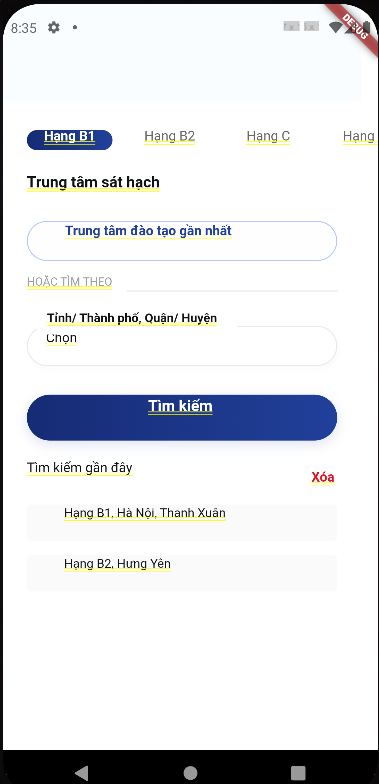 8:35
DEBUG
Hạng B1 Hạng B2 Hạng C Hạng
Trung tâm sát hạch
Trung tâm đào tạo gần nhất
HOẶC TÌM THEO
Tỉnh/ Thành phố, Quận/ Huyện
Chọn
Tìm kiếm
Tìm kiếm gần đây
Xóa
Hạng B1, Hà Nội, Thanh Xuân
Hạng B2, Hưng Yên